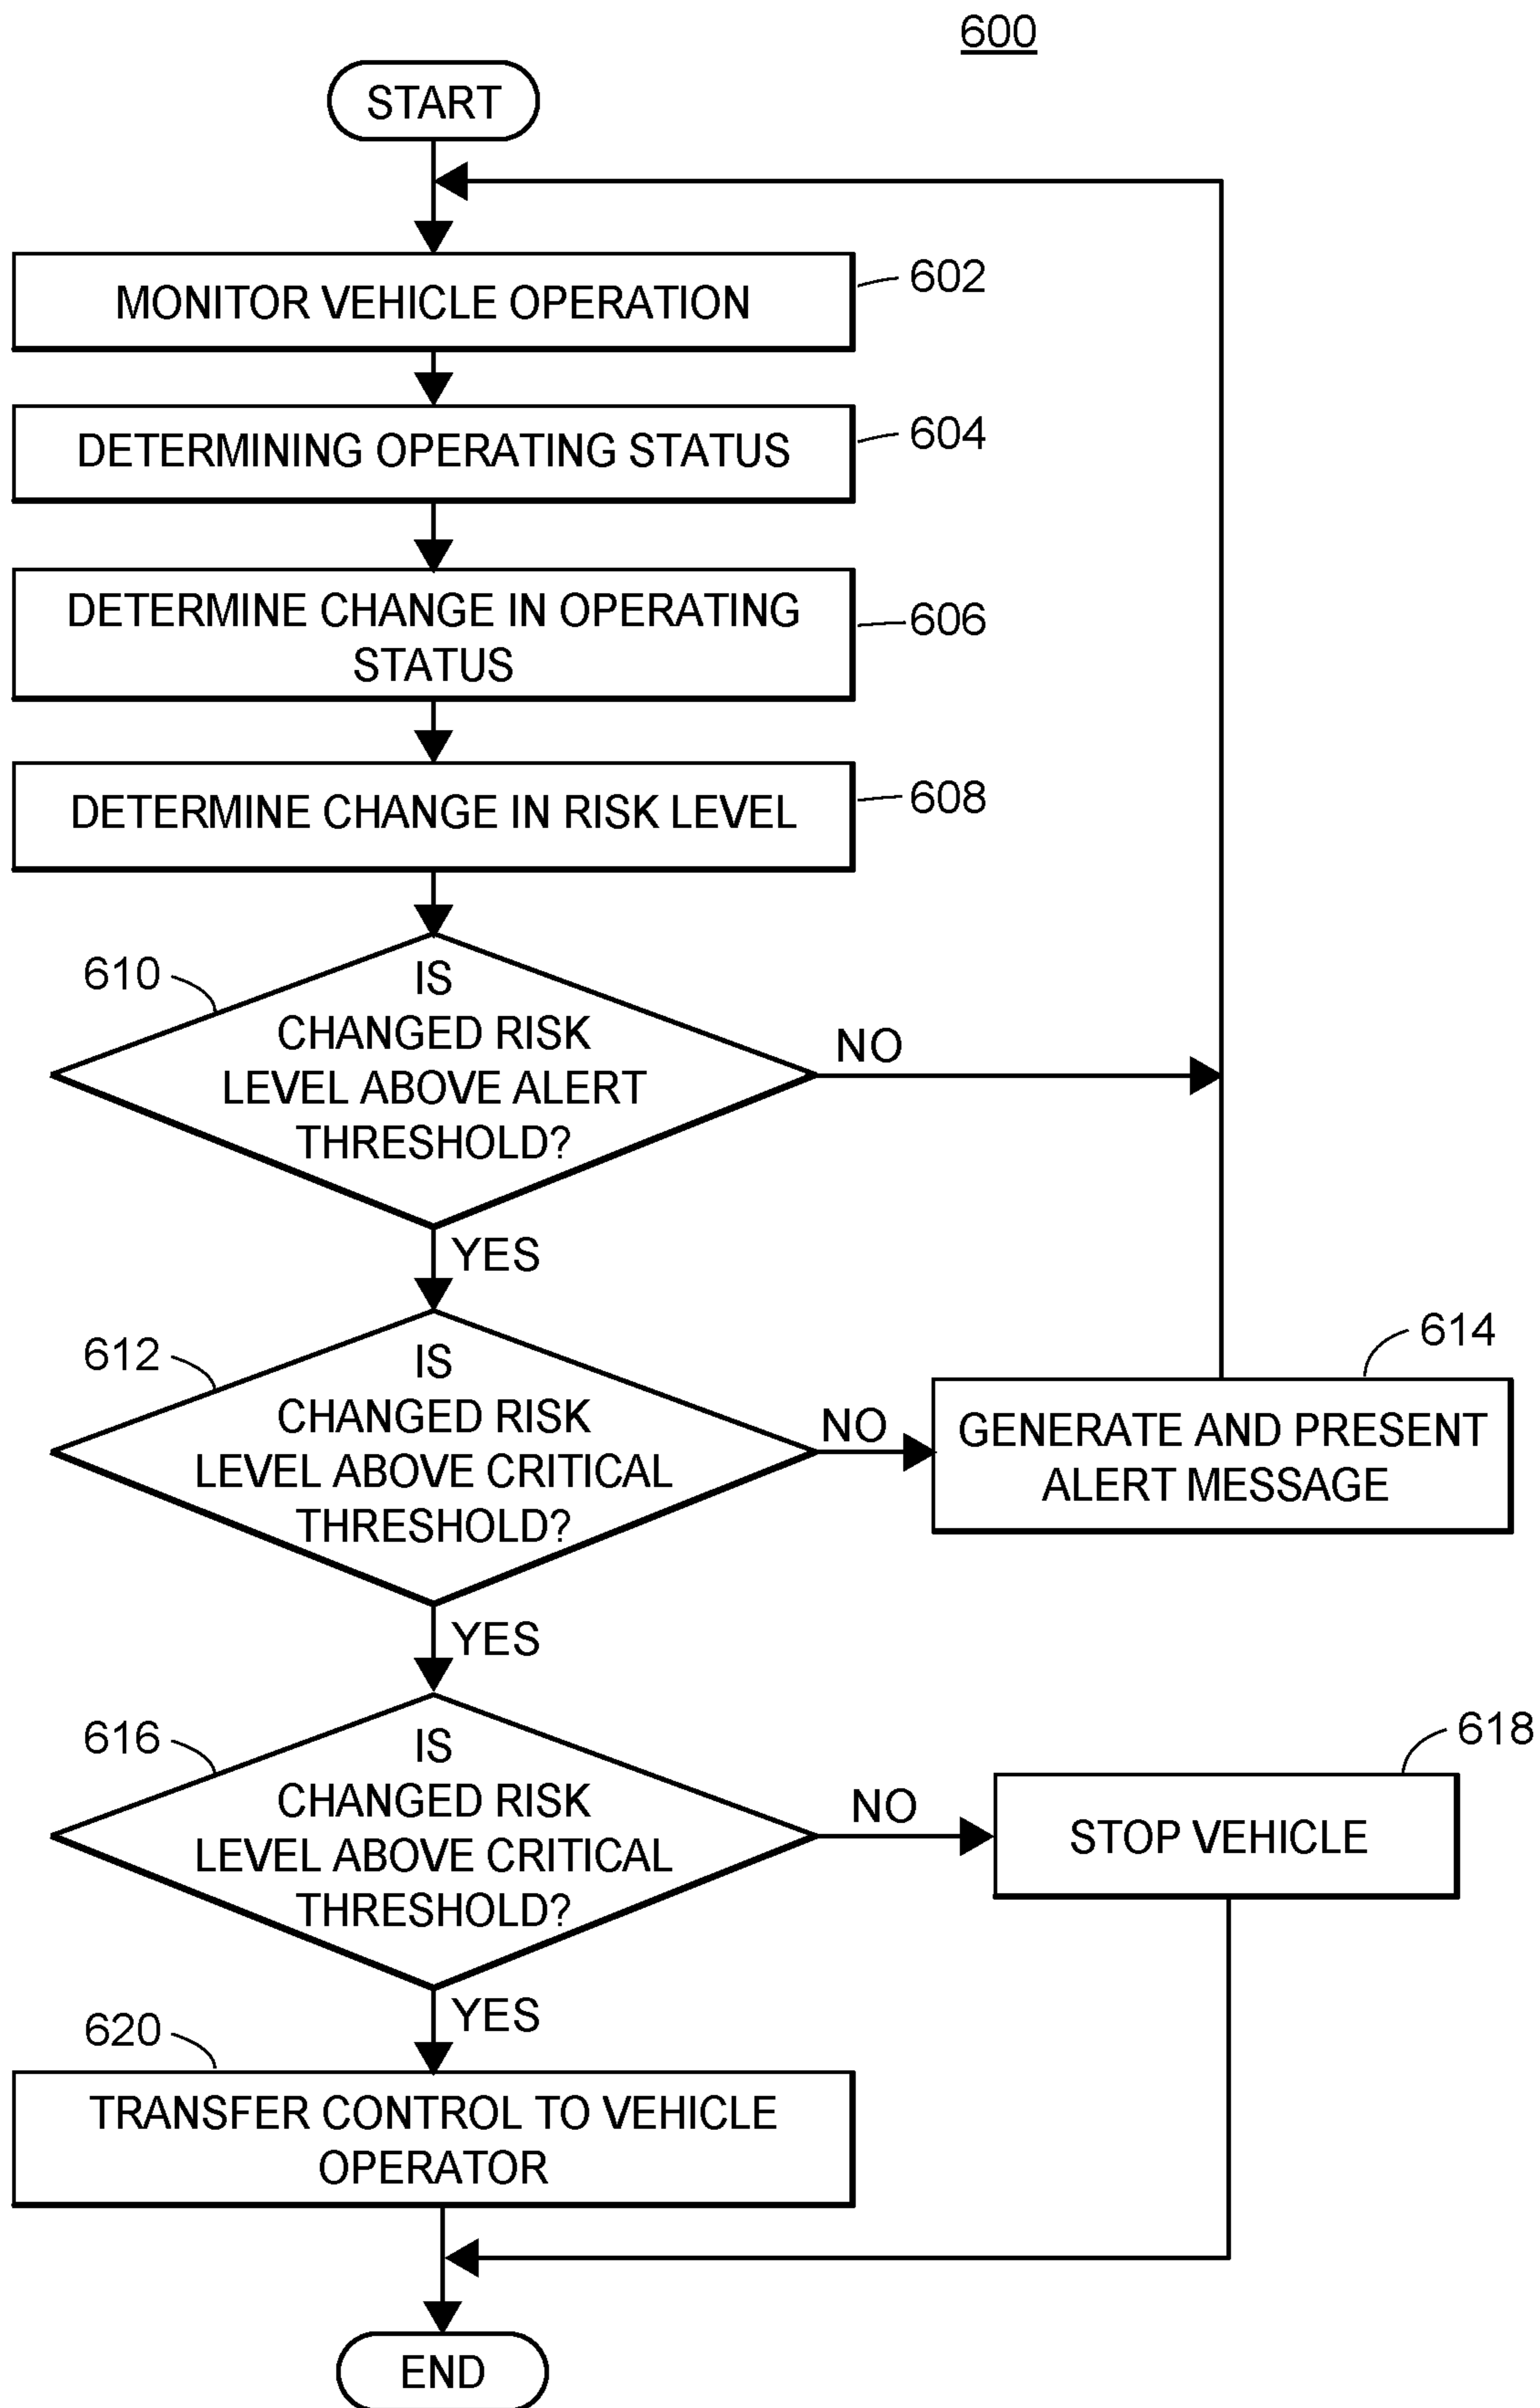 600
START
MONITOR VEHICLE OPERATION
602
DETERMINING OPERATING STATUS
604
DETERMINE CHANGE IN OPERATING
STATUS
606
DETERMINE CHANGE IN RISK LEVEL
608
610
IS
CHANGED RISK
LEVEL ABOVE ALERT
THRESHOLD?
NO
YES
612
IS
CHANGED RISK
LEVEL ABOVE CRITICAL
THRESHOLD?
NO
614
GENERATE AND PRESENT
ALERT MESSAGE
YES
616
IS
CHANGED RISK
LEVEL ABOVE CRITICAL
THRESHOLD?
NO
618
STOP VEHICLE
YES
620
TRANSFER CONTROL TO VEHICLE
OPERATOR
END